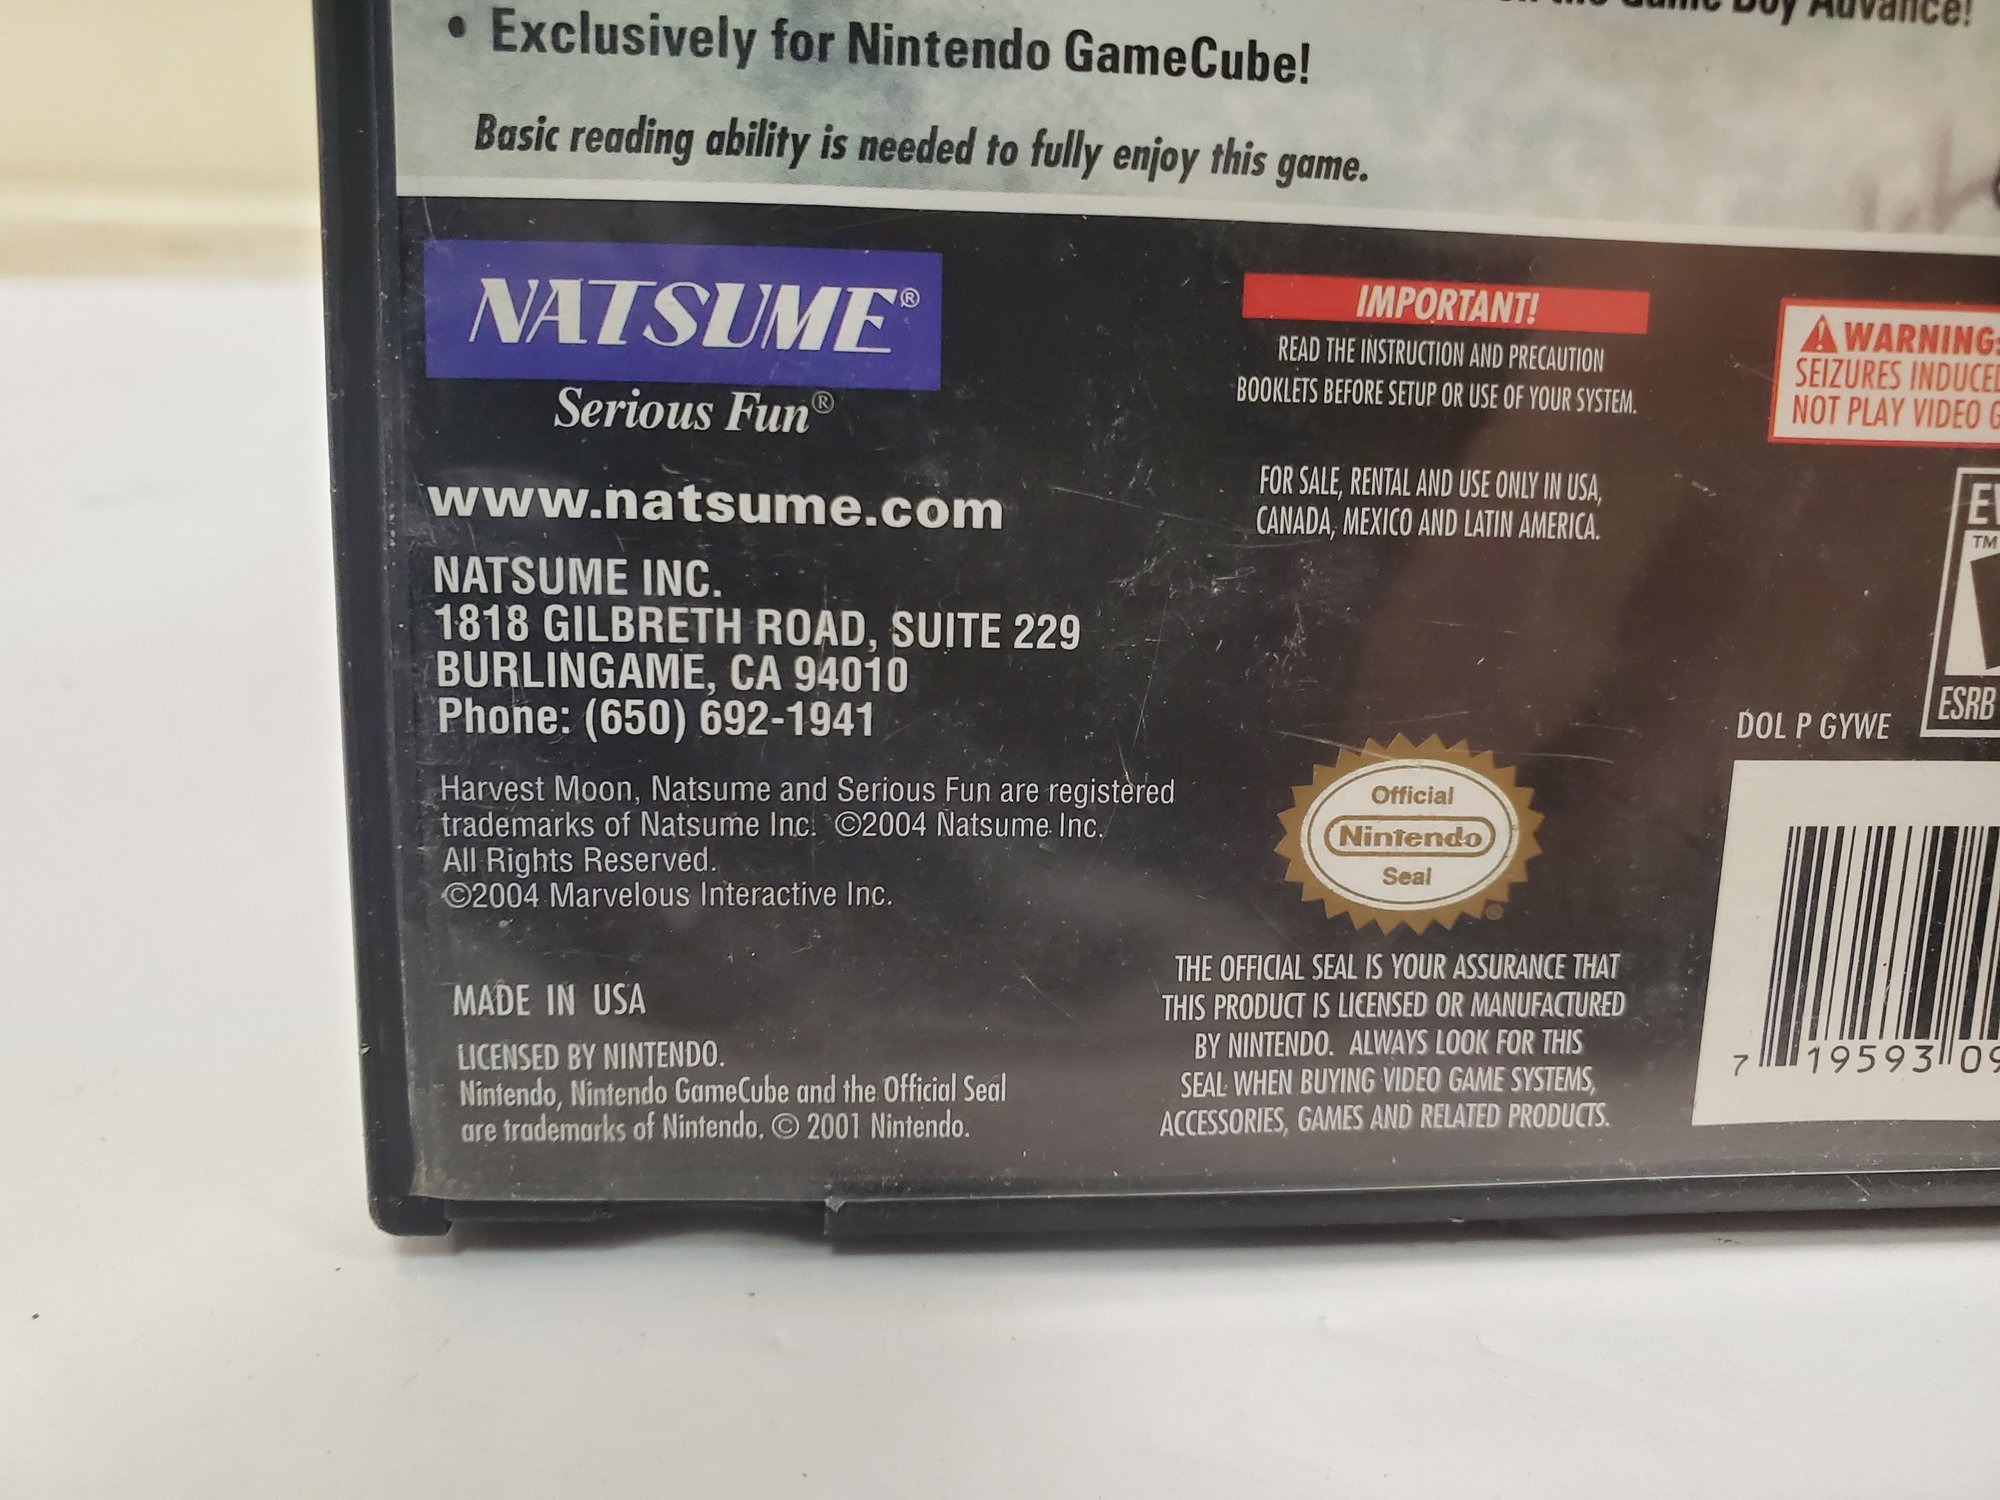 Game Boy Advance!
• Exclusively for Nintendo GameCube!
Basic reading ability is needed to fully enjoy this game.
NATSUME®
Serious Fun®
www.natsume.com
NATSUME INC.
1818 GILBRETH ROAD, SUITE 229
BURLINGAME, CA 94010
Phone: (650) 692-1941
Harvest Moon, Natsume and Serious Fun are registered
trademarks of Natsume Inc. ©2004 Natsume Inc.
All Rights Reserved.
©2004 Marvelous Interactive Inc.
MADE IN USA
LICENSED BY NINTENDO.
Nintendo, Nintendo GameCube and the Official Seal
are trademarks of Nintendo. © 2001 Nintendo.
IMPORTANT!
READ THE INSTRUCTION AND PRECAUTION
BOOKLETS BEFORE SETUP OR USE OF YOUR SYSTEM.
FOR SALE, RENTAL AND USE ONLY IN USA,
CANADA, MEXICO AND LATIN AMERICA.
Official
Nintendo
Seal
®
THE OFFICIAL SEAL IS YOUR ASSURANCE THAT
THIS PRODUCT IS LICENSED OR MANUFACTURED
BY NINTENDO. ALWAYS LOOK FOR THIS
SEAL WHEN BUYING VIDEO GAME SYSTEMS,
ACCESSORIES, GAMES AND RELATED PRODUCTS.
WARNING:
SEIZURES INDUCED
NOT PLAY VIDEO G
EV
TM
ESRB
DOL P GYWE
7 19593 09